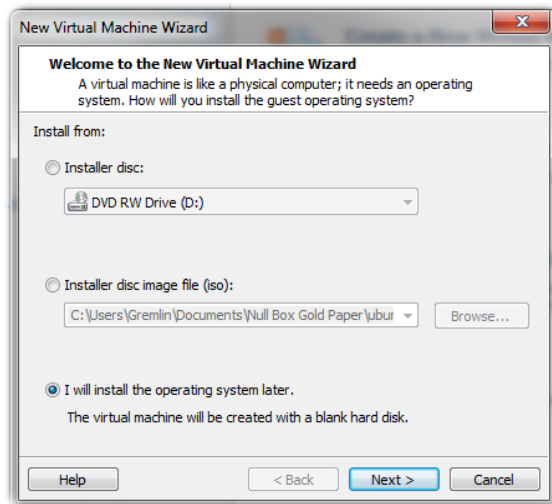 New Virtual Machine Wizard
Welcome to the New Virtual Machine Wizard
A virtual machine is like a physical computer; it needs an operating
system. How will you install the guest operating system?
Install from:
Installer disc:
DVD RW Drive (D:)
Installer disc image file (iso):
C:\Users\Gremlin\Documents\Null Box Gold Paper\ubur
Browse...
I will install the operating system later.
The virtual machine will be created with a blank hard disk.
Help
< Back
Next >
Cancel